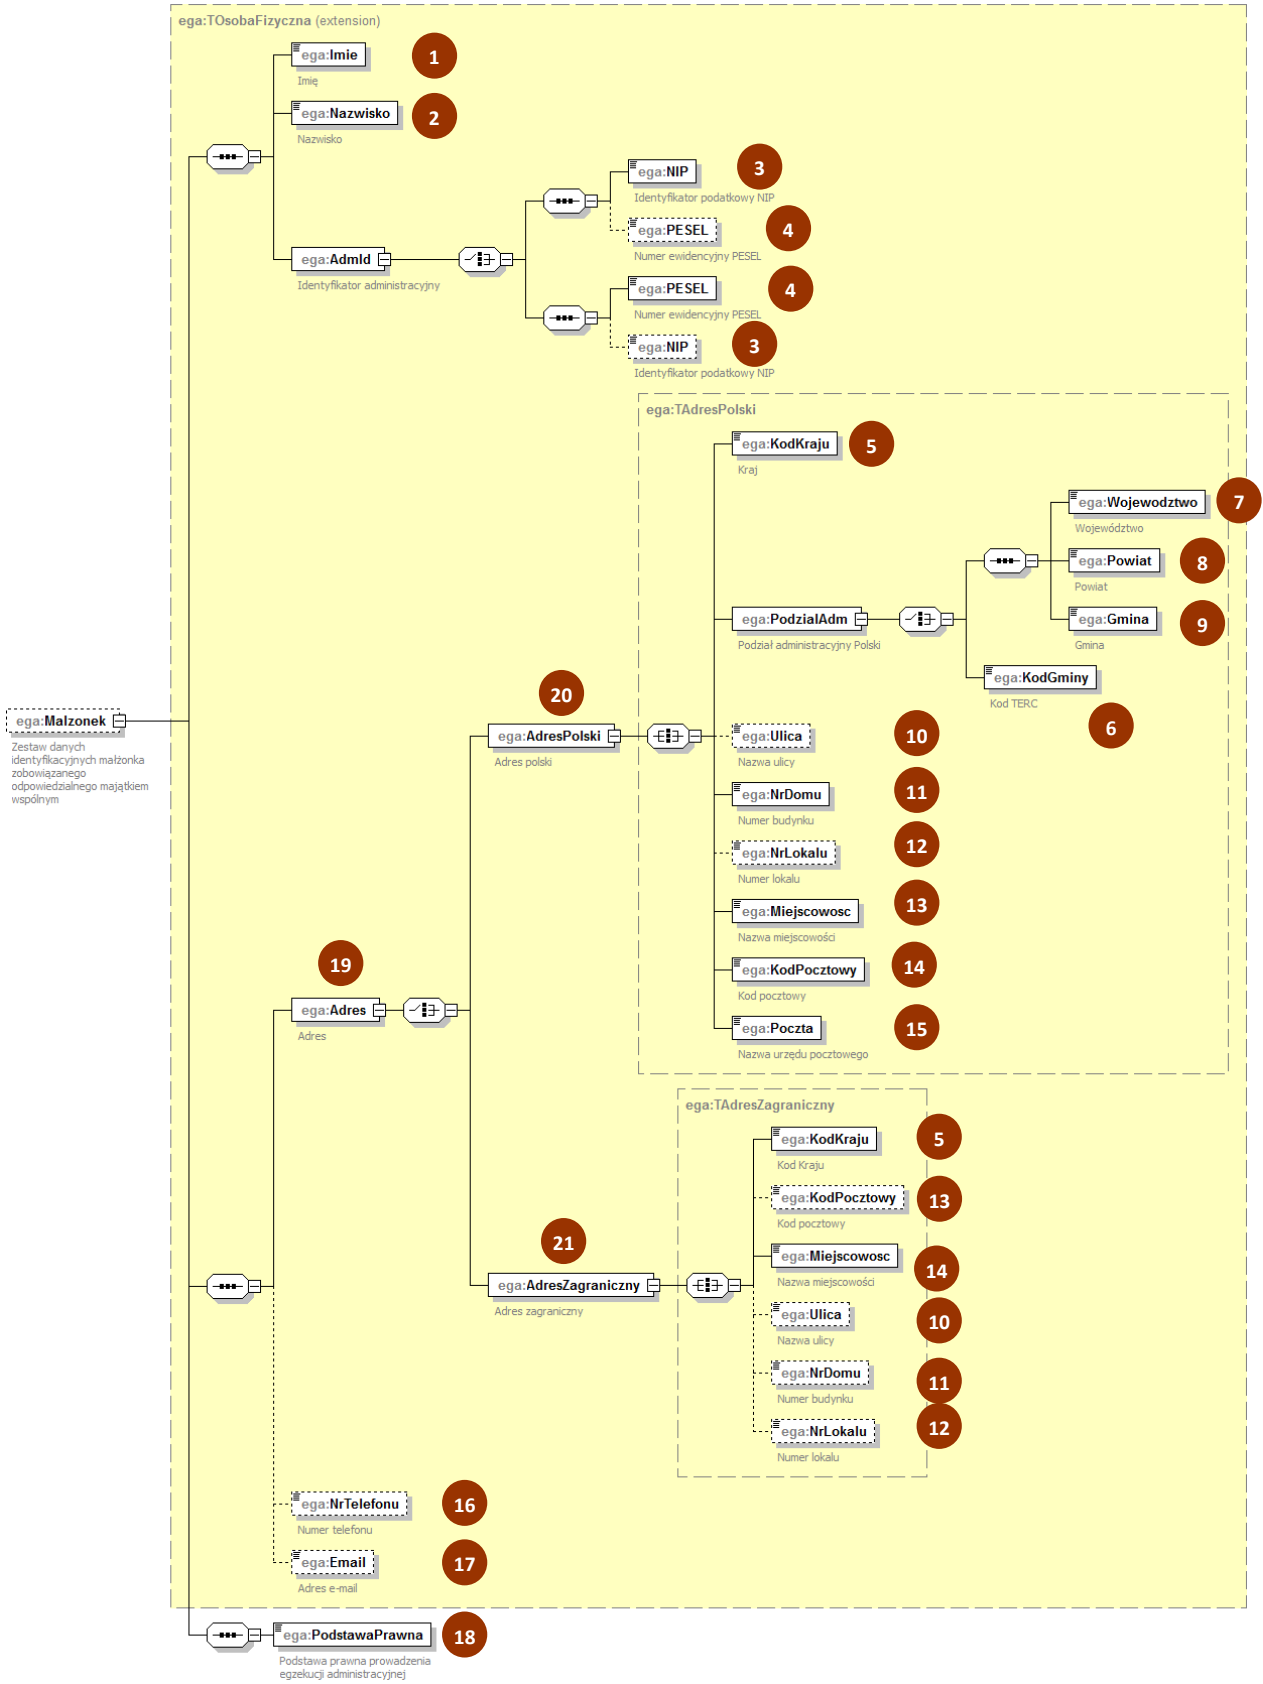 ega:TOsobaFizyczna (extension)
ega:Imie
1
Imię
ega:Nazwisko
2
Nazwisko
ega:NIP
3
Identyfikator podatkowy NIP
ega:PESEL
4
Numer ewidencyjny PESEL
ega:AdmId
Identyfikator administracyjny
ega:PESEL
4
Numer ewidencyjny PESEL
ega:NIP
3
Identyfikator podatkowy NIP
ega:TAdresPolski
ega:KodKraju
5
Kraj
ega:Wojewodztwo
7
Województwo
ega:Powiat
8
Powiat
ega:PodzialAdm
Podział administracyjny Polski
ega:Gmina
9
Gmina
ega:KodGminy
Kod TERC
6
20
ega:Malzonek
Zestaw danych
identyfikacyjnych małżonka
zobowiązanego
odpowiedzialnego majątkiem
wspólnym
ega:AdresPolski
Adres polski
ega:Ulica
10
Nazwa ulicy
ega:NrDomu
11
Numer budynku
ega:NrLokalu
12
Numer lokalu
ega:Miejscowosc
13
Nazwa miejscowości
ega:KodPocztowy
14
Kod pocztowy
19
ega:Adres
Adres
ega:Poczta
15
Nazwa urzędu pocztowego
ega:TAdresZagraniczny
ega:KodKraju
5
Kod Kraju
ega:KodPocztowy
13
Kod pocztowy
21
ega:AdresZagraniczny
Adres zagraniczny
ega:Miejscowosc
14
Nazwa miejscowości
ega:Ulica
10
Nazwa ulicy
ega:NrDomu
11
Numer budynku
ega:NrLokalu
12
Numer lokalu
ega:NrTelefonu
16
Numer telefonu
ega:Email
17
Adres e-mail
ega:PodstawaPrawna
18
Podstawa prawna prowadzenia
egzekucji administracyjnej